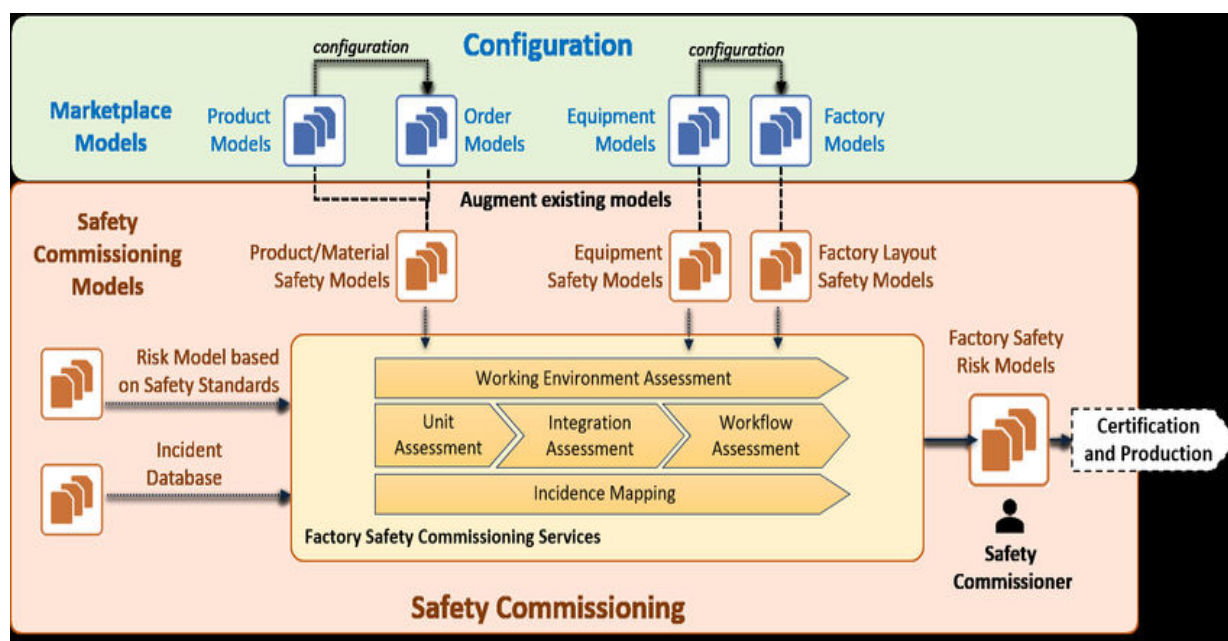 Configuration
configuration
configuration
Marketplace
Models
Product
Models
Order
Models
Equipment
Models
Factory
Models
Augment existing models
Safety
Commissioning
Models
Product/Material
Safety Models
Equipment
Safety Models
Factory Layout
Safety Models
Risk Model based
on Safety Standards
Incident
Database
Working Environment Assessment
Unit
Assessment
Integration
Assessment
Workflow
Assessment
Incidence Mapping
Factory Safety Commissioning Services
Factory Safety
Risk Models
Certification
and Production
Safety
Commissioner
Safety Commissioning